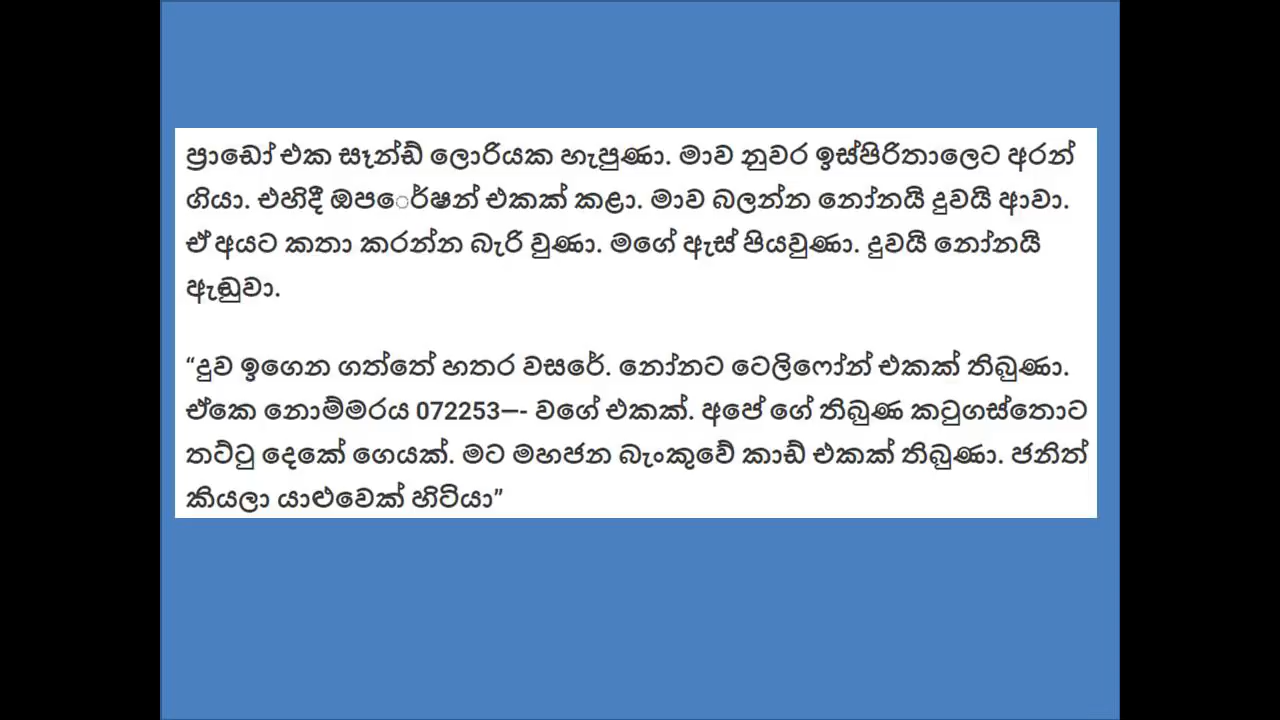 ප්‍රාඩෝ එක සෑන්ඩ් ලොරියක හැපුණා. මාව නුවර ඉස්පිරිතාලෙට අරන්
ගියා. එහිදී ඔපෙර්ෂන් එකක් කළා. මාව බලන්න නෝනයි දුවයි ආවා.
ඒ අයට කතා කරන්න බැරි වුණා. මගේ ඇස් පියවුණා. දුවයි නෝනයි
ඇඬුවා.
“දුව ඉගෙන ගත්තේ හතර වසරේ. නෝනට ටෙලිෆෝන් එකක් තිබුණා.
ඒකෙ නොම්මරය 072253—- වගේ එකක්. අපේ ගේ තිබුණ කටුගස්තොට
තට්ටු දෙකේ ගෙයක්. මට මහජන බැංකුවේ කාඩ් එකක් තිබුණා. ජනිත්
කියලා යාළුවෙක් හිටියා”